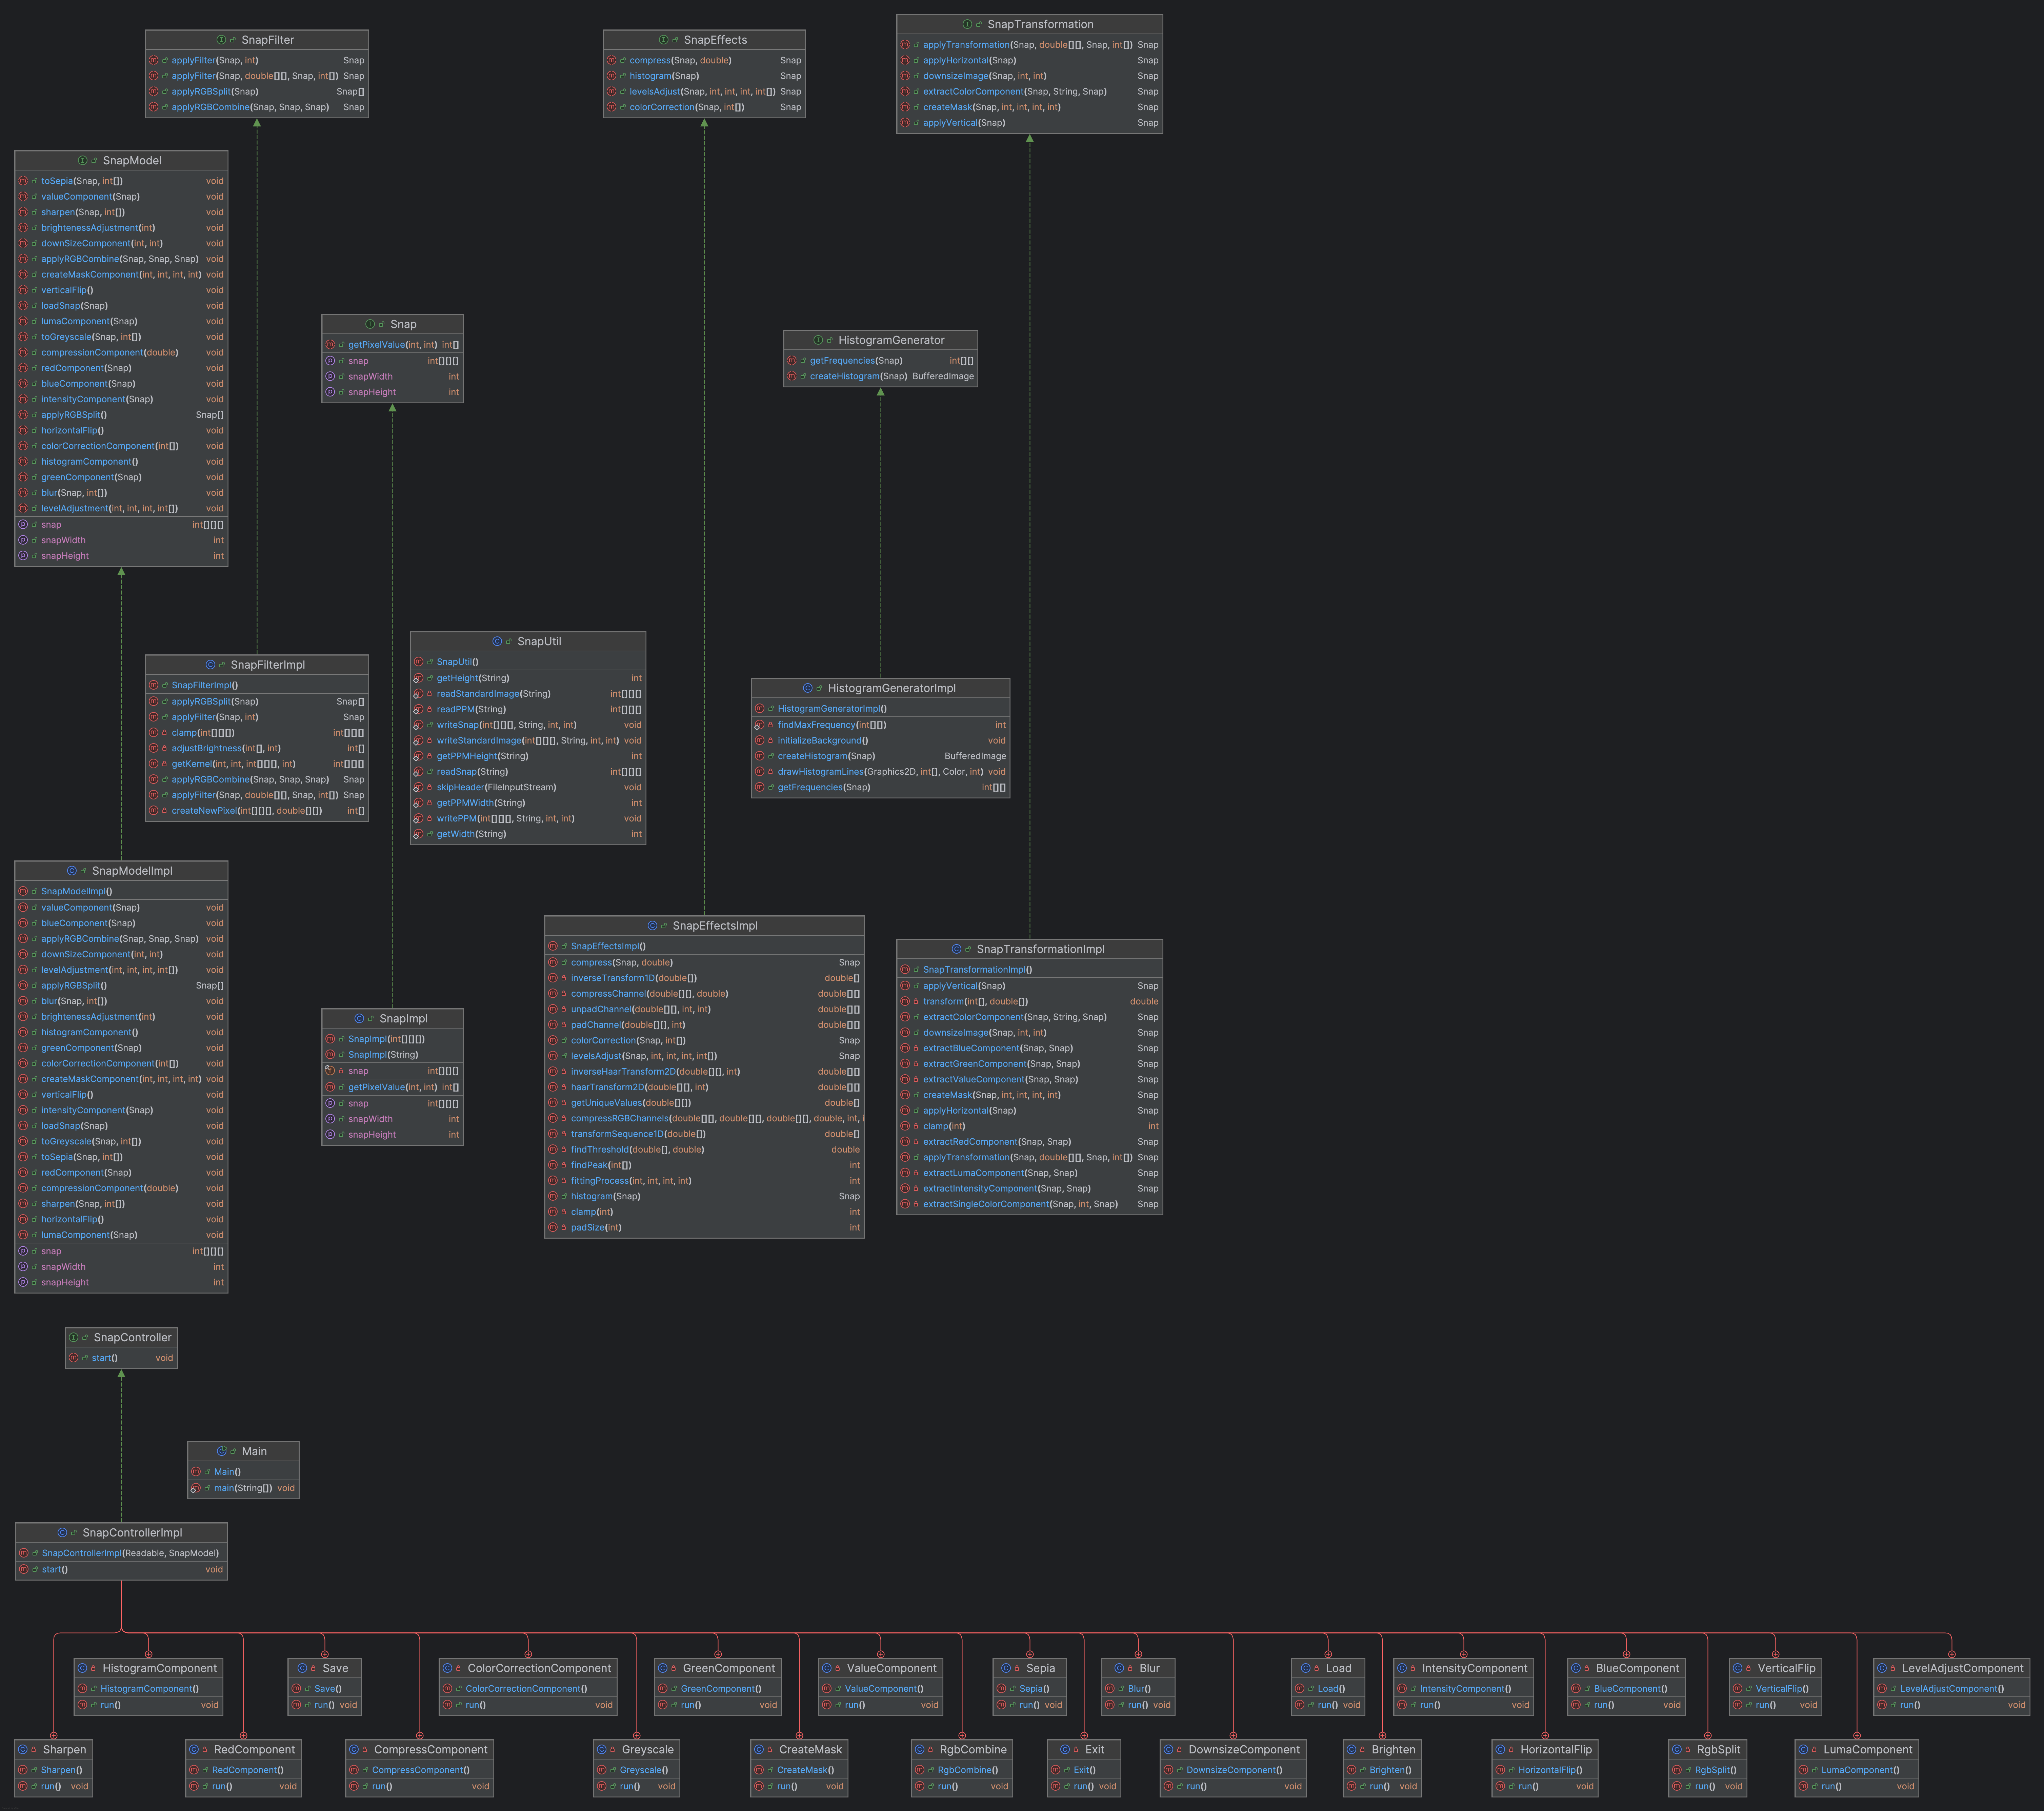 SnapFilter
applyFilter(Snap, int) Snap
applyFilter(Snap, double[][], Snap, int[]) Snap
applyRGBSplit(Snap) Snap[]
applyRGBCombine(Snap, Snap, Snap) Snap
SnapEffects
compress(Snap, double) Snap
histogram(Snap) Snap
levelsAdjust(Snap, int, int, int, int[]) Snap
colorCorrection(Snap, int[]) Snap
SnapTransformation
applyTransformation(Snap, double[][], Snap, int[]) Snap
applyHorizontal(Snap) Snap
downsizeImage(Snap, int, int) Snap
extractColorComponent(Snap, String, Snap) Snap
createMask(Snap, int, int, int, int) Snap
applyVertical(Snap) Snap
SnapModel
toSepia(Snap, int[]) void
valueComponent(Snap) void
sharpen(Snap, int[]) void
brightenessAdjustment(int) void
downSizeComponent(int, int) void
applyRGBCombine(Snap, Snap, Snap) void
createMaskComponent(int, int, int, int) void
verticalFlip() void
loadSnap(Snap) void
lumaComponent(Snap) void
toGreyscale(Snap, int[]) void
compressionComponent(double) void
redComponent(Snap) void
blueComponent(Snap) void
intensityComponent(Snap) void
applyRGBSplit() Snap[]
horizontalFlip() void
colorCorrectionComponent(int[]) void
histogramComponent() void
greenComponent(Snap) void
blur(Snap, int[]) void
levelAdjustment(int, int, int, int[]) void
snap int[][][]
snapWidth int
snapHeight int
Snap
getPixelValue(int, int) int[]
snap int[][][]
snapWidth int
snapHeight int
HistogramGenerator
getFrequencies(Snap) int[][]
createHistogram(Snap) BufferedImage
SnapFilterImpl
SnapFilterImpl()
applyRGBSplit(Snap) Snap[]
applyFilter(Snap, int) Snap
clamp(int[][][]) int[][][]
adjustBrightness(int[], int) int[]
getKernel(int, int, int[][][], int) int[][][]
applyRGBCombine(Snap, Snap, Snap) Snap
applyFilter(Snap, double[][], Snap, int[]) Snap
createNewPixel(int[][][], double[][]) int[]
SnapUtil
SnapUtil()
getHeight(String) int
readStandardImage(String) int[][][]
readPPM(String) int[][][]
writeSnap(int[][][], String, int, int) void
writeStandardImage(int[][][], String, int, int) void
getPPMHeight(String) int
readSnap(String) int[][][]
skipHeader(FileInputStream) void
getPPMWidth(String) int
writePPM(int[][][], String, int, int) void
getWidth(String) int
HistogramGeneratorImpl
HistogramGeneratorImpl()
findMaxFrequency(int[][]) int
initializeBackground() void
createHistogram(Snap) BufferedImage
drawHistogramLines(Graphics2D, int[], Color, int) void
getFrequencies(Snap) int[][]
SnapModelImpl
SnapModelImpl()
valueComponent(Snap) void
blueComponent(Snap) void
applyRGBCombine(Snap, Snap, Snap) void
downSizeComponent(int, int) void
levelAdjustment(int, int, int, int[]) void
applyRGBSplit() Snap[]
blur(Snap, int[]) void
brightenessAdjustment(int) void
histogramComponent() void
greenComponent(Snap) void
colorCorrectionComponent(int[]) void
createMaskComponent(int, int, int, int) void
verticalFlip() void
intensityComponent(Snap) void
loadSnap(Snap) void
toGreyscale(Snap, int[]) void
toSepia(Snap, int[]) void
redComponent(Snap) void
compressionComponent(double) void
sharpen(Snap, int[]) void
horizontalFlip() void
lumaComponent(Snap) void
snap int[][][]
snapWidth int
snapHeight int
SnapImpl
SnapImpl(int[][][])
SnapImpl(String)
snap int[][][]
getPixelValue(int, int) int[]
snap int[][][]
snapWidth int
snapHeight int
SnapEffectsImpl
SnapEffectsImpl()
compress(Snap, double) Snap
inverseTransform1D(double[]) double[]
compressChannel(double[][], double) double[][]
unpadChannel(double[][], int, int) double[][]
padChannel(double[][], int) double[][]
colorCorrection(Snap, int[]) Snap
levelsAdjust(Snap, int, int, int, int[]) Snap
inverseHaarTransform2D(double[][], int) double[][]
haarTransform2D(double[][], int) double[][]
getUniqueValues(double[][]) double[]
compressRGBChannels(double[][], double[][], double[][], double, int, i
transformSequence1D(double[]) double[]
findThreshold(double[], double) double
findPeak(int[]) int
fittingProcess(int, int, int, int) int
histogram(Snap) Snap
clamp(int) int
padSize(int) int
SnapTransformationImpl
SnapTransformationImpl()
applyVertical(Snap) Snap
transform(int[], double[]) double
extractColorComponent(Snap, String, Snap) Snap
downsizeImage(Snap, int, int) Snap
extractBlueComponent(Snap, Snap) Snap
extractGreenComponent(Snap, Snap) Snap
extractValueComponent(Snap, Snap) Snap
createMask(Snap, int, int, int, int) Snap
applyHorizontal(Snap) Snap
clamp(int) int
extractRedComponent(Snap, Snap) Snap
applyTransformation(Snap, double[][], Snap, int[]) Snap
extractLumaComponent(Snap, Snap) Snap
extractIntensityComponent(Snap, Snap) Snap
extractSingleColorComponent(Snap, int, Snap) Snap
SnapController
start() void
Main
Main()
main(String[]) void
SnapControllerImpl
SnapControllerImpl(Readable, SnapModel)
start() void
HistogramComponent
HistogramComponent()
run() void
Save
Save()
run() void
ColorCorrectionComponent
ColorCorrectionComponent()
run() void
GreenComponent
GreenComponent()
run() void
ValueComponent
ValueComponent()
run() void
Sepia
Sepia()
run() void
Blur
Blur()
run() void
Load
Load()
run() void
IntensityComponent
IntensityComponent()
run() void
BlueComponent
BlueComponent()
run() void
VerticalFlip
VerticalFlip()
run() void
LevelAdjustComponent
LevelAdjustComponent()
run() void
Sharpen
Sharpen()
run() void
RedComponent
RedComponent()
run() void
CompressComponent
CompressComponent()
run() void
Greyscale
Greyscale()
run() void
CreateMask
CreateMask()
run() void
RgbCombine
RgbCombine()
run() void
Exit
Exit()
run() void
DownsizeComponent
DownsizeComponent()
run() void
Brighten
Brighten()
run() void
HorizontalFlip
HorizontalFlip()
run() void
RgbSplit
RgbSplit()
run() void
LumaComponent
LumaComponent()
run() void